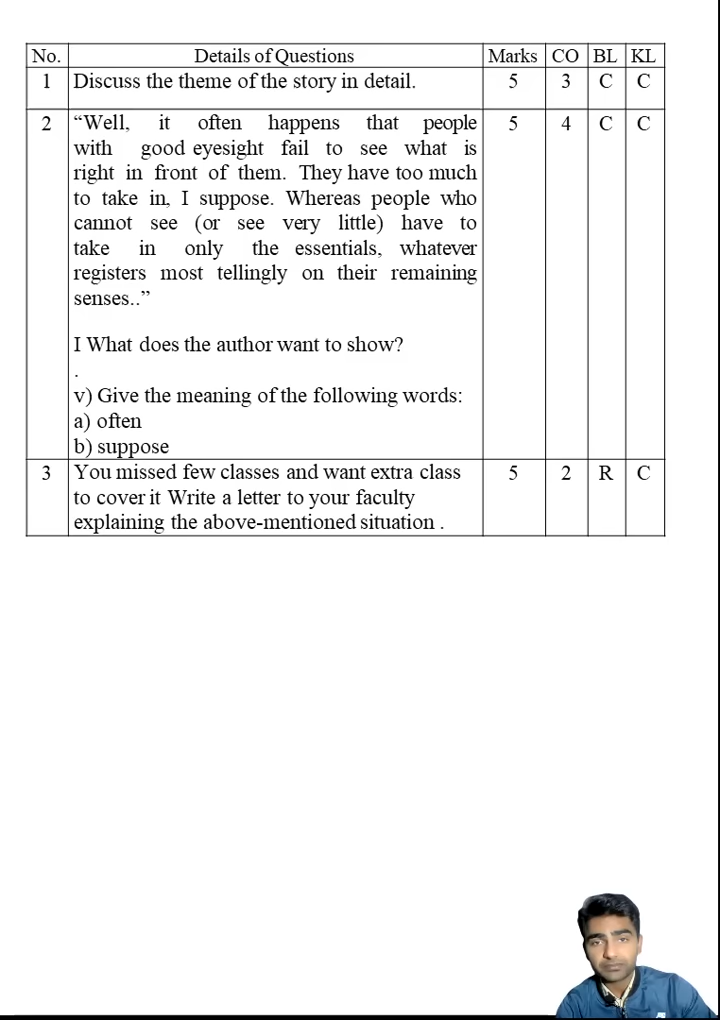 No. Details of Questions Marks CO BL KL
1 Discuss the theme of the story in detail. 5 3 C C
2 “Well, it often happens that people 5 4 C C
with good eyesight fail to see what is
right in front of them. They have too much
to take in, I suppose. Whereas people who
cannot see (or see very little) have to
take in only the essentials, whatever
registers most tellingly on their remaining
senses..”
I What does the author want to show?
.
v) Give the meaning of the following words:
a) often
b) suppose
3 You missed few classes and want extra class 5 2 R C
to cover it Write a letter to your faculty
explaining the above-mentioned situation .